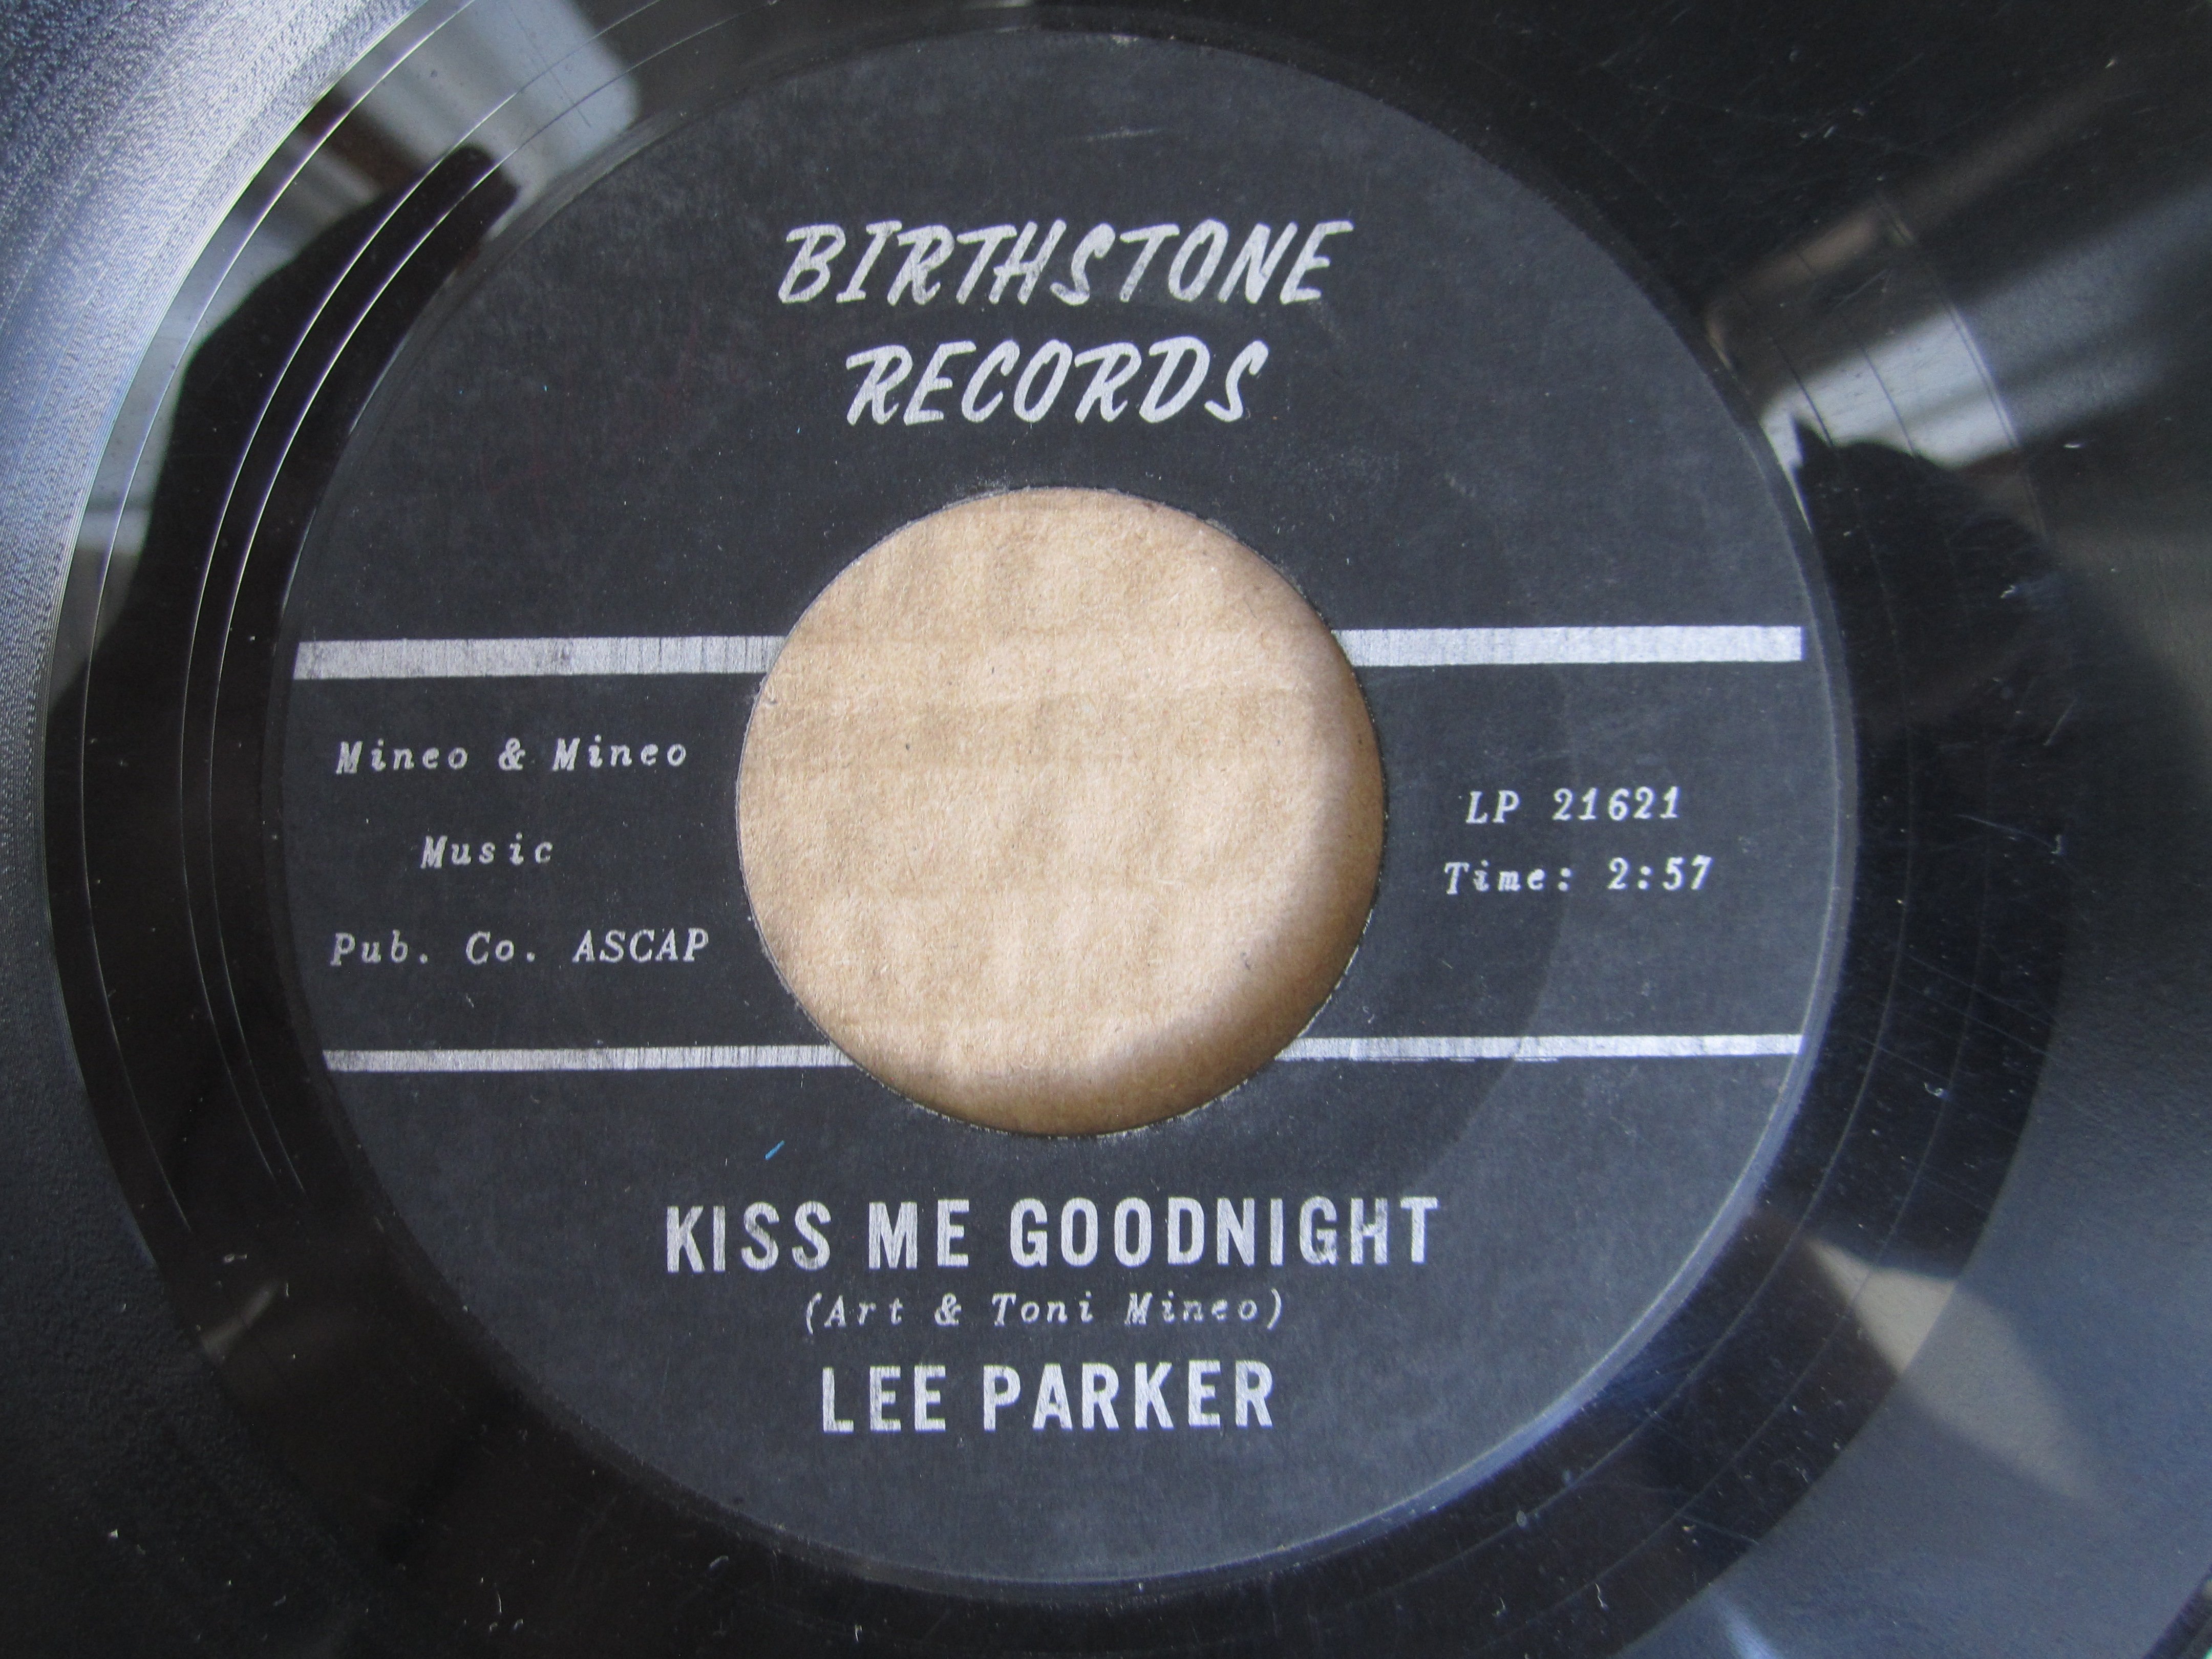 BIRTHSTONE
RECORDS
Mineo & Mineo
Music
Pub. Co. ASCAP
LP 21621
Time: 2:57
KISS ME GOODNIGHT
(Art & Toni Mineo)
LEE PARKER